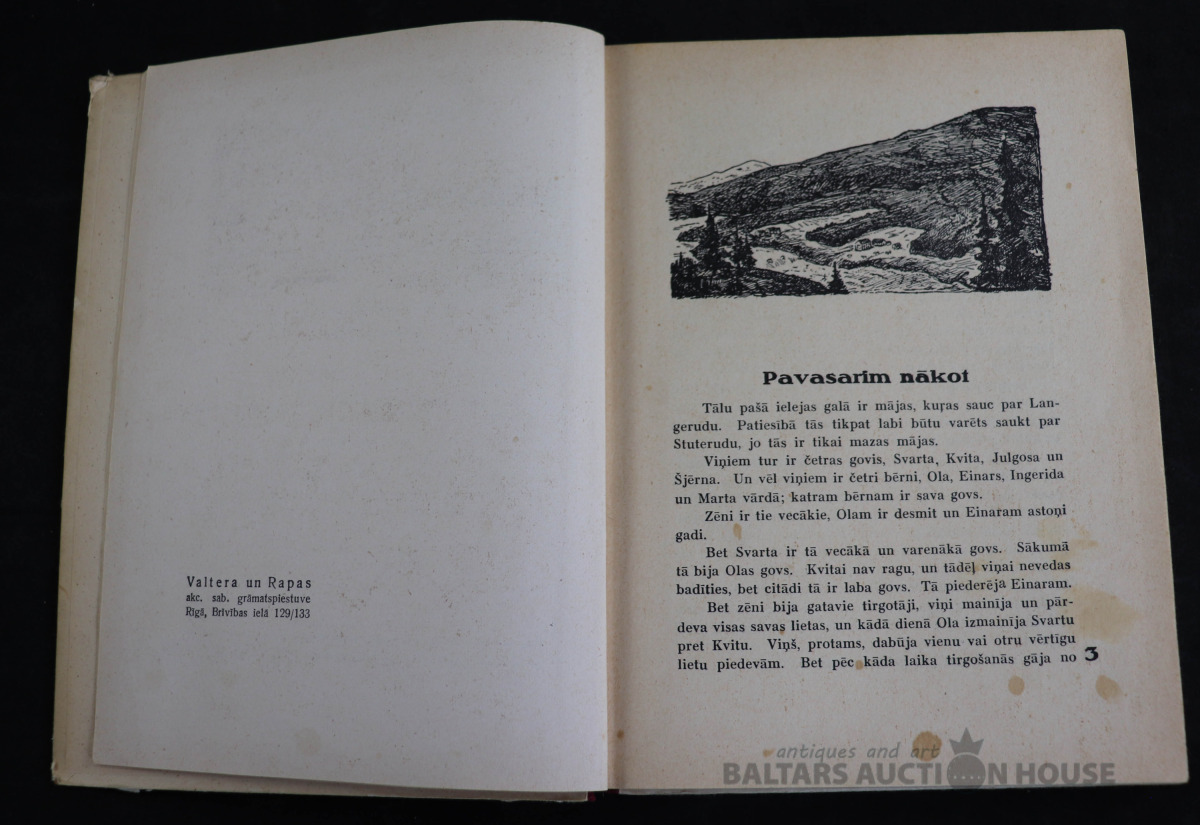 Valtera un Rapas
akc. sab. grāmatspiestuve
Rīgā, Brīvības ielā 129/133
Pavasarim nākot
Tālu pašā ielejas galā ir mājas, kuŗas sauc par Lan-
gerudu. Patiesībā tās tikpat labi būtu varēts saukt par
Stuterudu, jo tās ir tikai mazas mājas.
Viņiem tur ir četras govis, Svarta, Kvita, Julgosa un
Šjērna. Un vēl viņiem ir četri bērni, Ola, Einars, Ingerida
un Marta vārdā; katram bērnam ir sava govs.
Zēni ir tie vecākie, Olam ir desmit un Einaram astoņi
gadi.
Bet Svarta ir tā vecākā un varenākā govs. Sākumā
tā bija Olas govs. Kvitai nav ragu, un tādēļ viņai nevedas
badīties, bet citādi tā ir laba govs. Tā piederēja Einaram.
Bet zēni bija gatavie tirgotāji, viņi mainīja un pār-
deva visas savas lietas, un kādā dienā Ola izmainīja Svartu
pret Kvitu. Viņš, protams, dabūja vienu vai otru vērtīgu
lietu piedevām. Bet pēc kāda laika tirgošanās gāja no 3
antiques and art
BALTARS AUCTION HOUSE